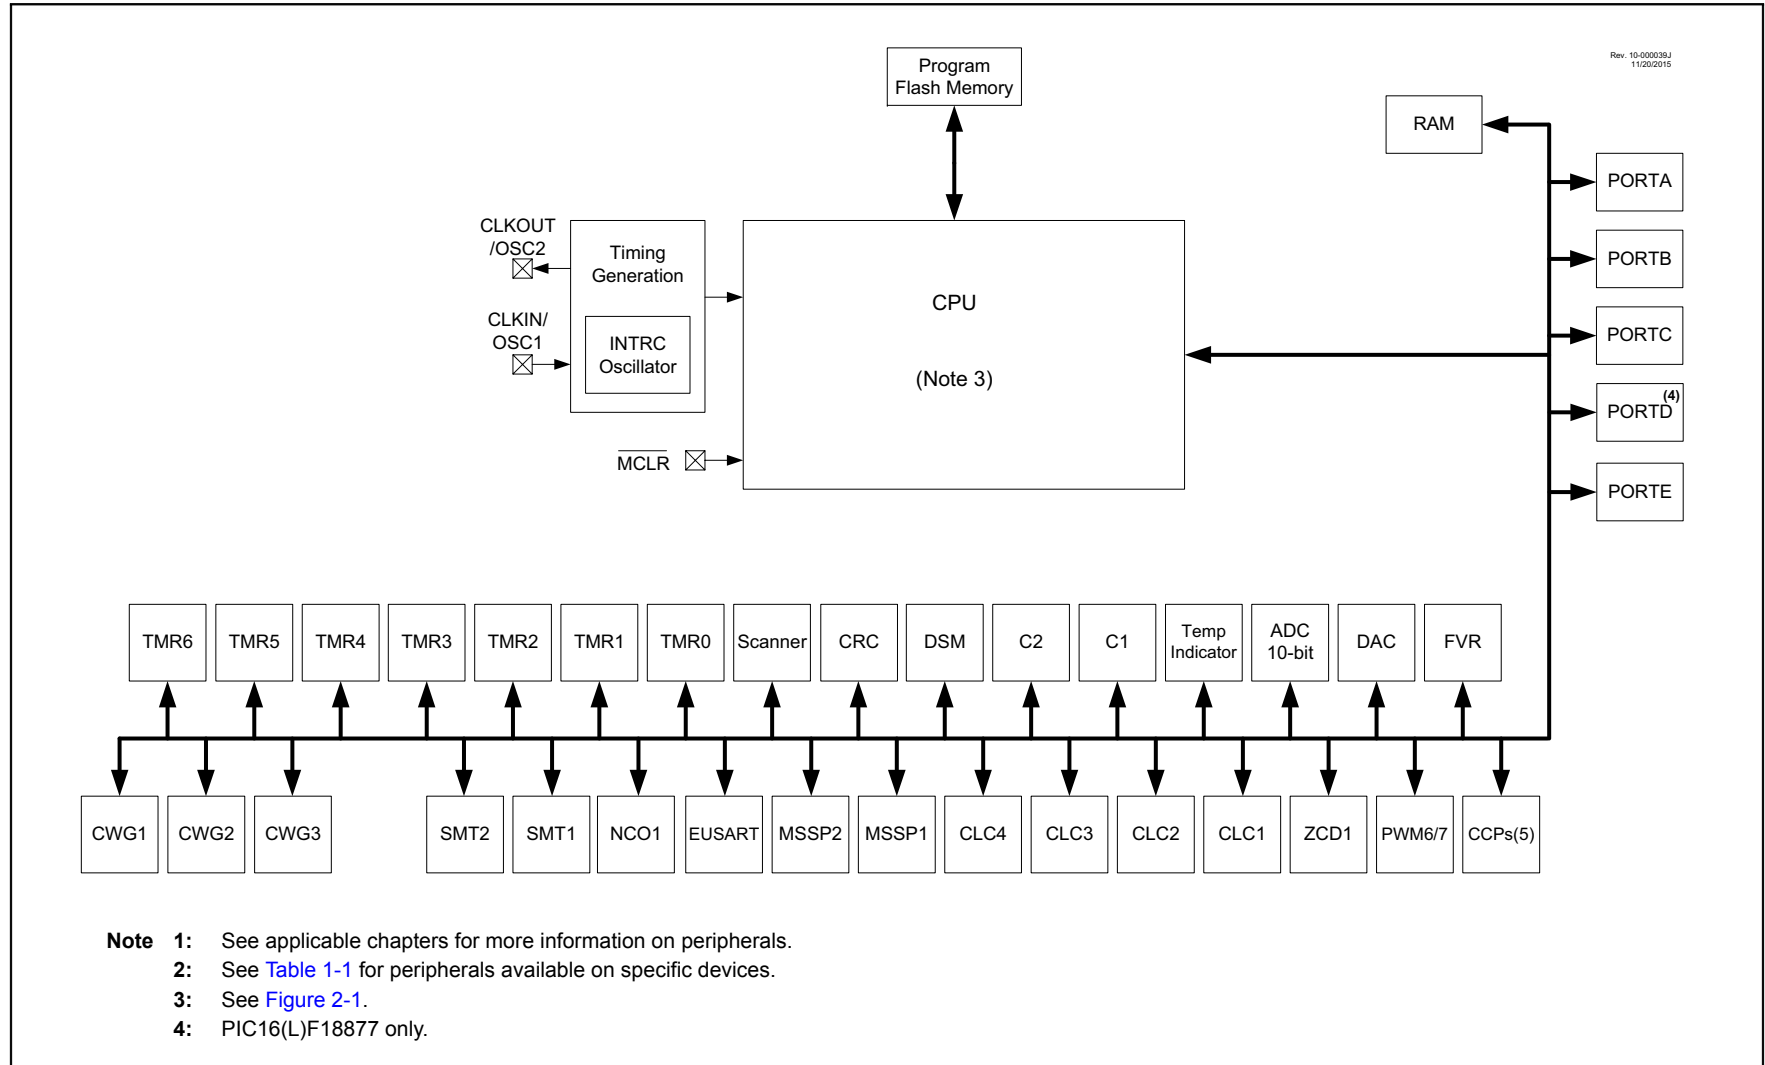 Rev. 10-000039J
11/20/2015
Program
Flash Memory
RAM
PORTA
PORTB
PORTC
PORTD(4)
PORTE
CLKOUT
/OSC2
Timing
Generation
CLKIN/
OSC1
INTRC
Oscillator
CPU
(Note 3)
MCLR
TMR6
TMR5
TMR4
TMR3
TMR2
TMR1
TMR0
Scanner
CRC
DSM
C2
C1
Temp
Indicator
ADC
10-bit
DAC
FVR
CWG1
CWG2
CWG3
SMT2
SMT1
NCO1
EUSART
MSSP2
MSSP1
CLC4
CLC3
CLC2
CLC1
ZCD1
PWM6/7
CCPs(5)
Note 1: See applicable chapters for more information on peripherals.
2: See Table 1-1 for peripherals available on specific devices.
3: See Figure 2-1.
4: PIC16(L)F18877 only.